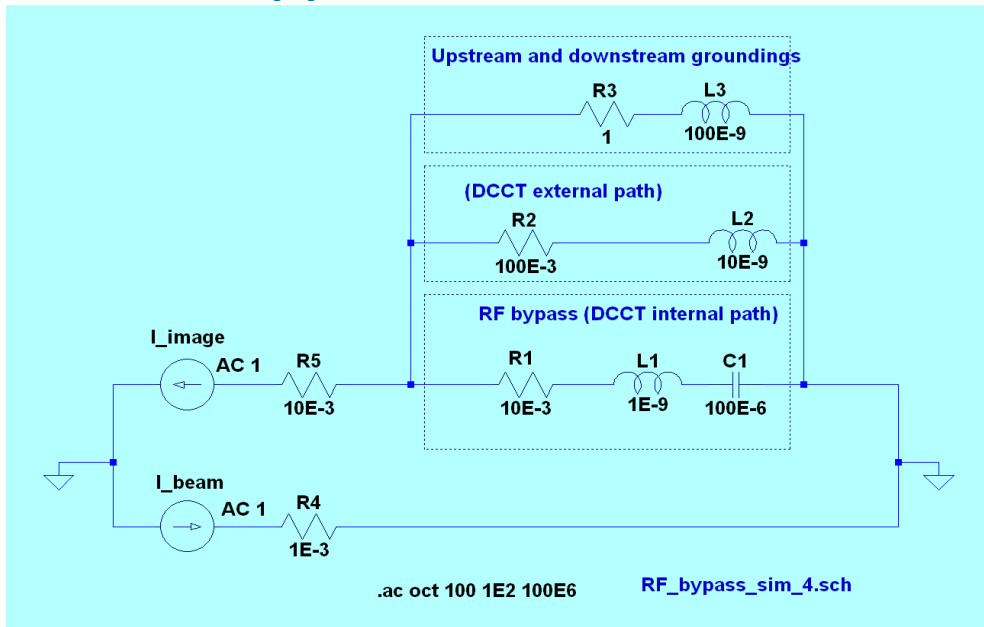 Upstream and downstream groundings
R3
L3
1
100E-9
(DCCT external path)
R2
L2
100E-3
10E-9
RF bypass (DCCT internal path)
I_image
AC 1
R5
10E-3
R1
L1
C1
10E-3
1E-9
100E-6
I_beam
AC 1
R4
1E-3
.ac oct 100 1E2 100E6
RF_bypass_sim_4.sch